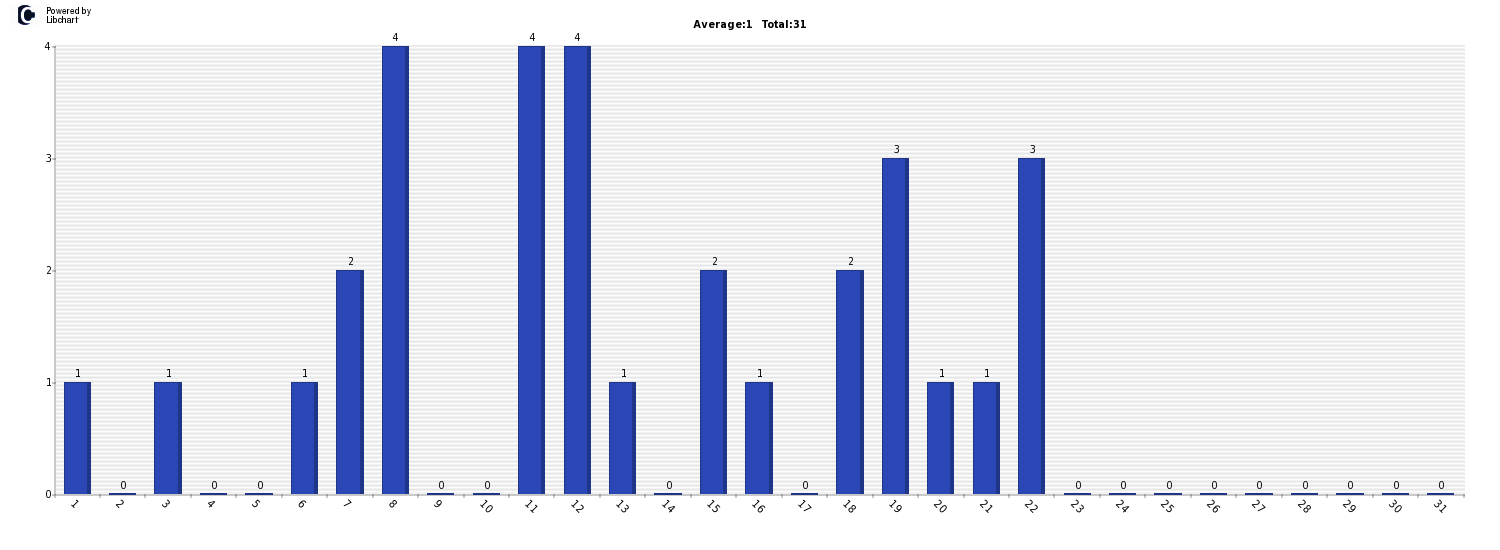 Powered by
Libchart
Average:1 Total:31
4 4 4 4
3 3 3
2 2 2 2
1 1 1 1 1 1 1 1 1
0 0 0 0 0 0 0 0 0 0 0 0 0 0 0 0 0
1 2 3 4 5 6 7 8 9 10 11 12 13 14 15 16 17 18 19 20 21 22 23 24 25 26 27 28 29 30 31